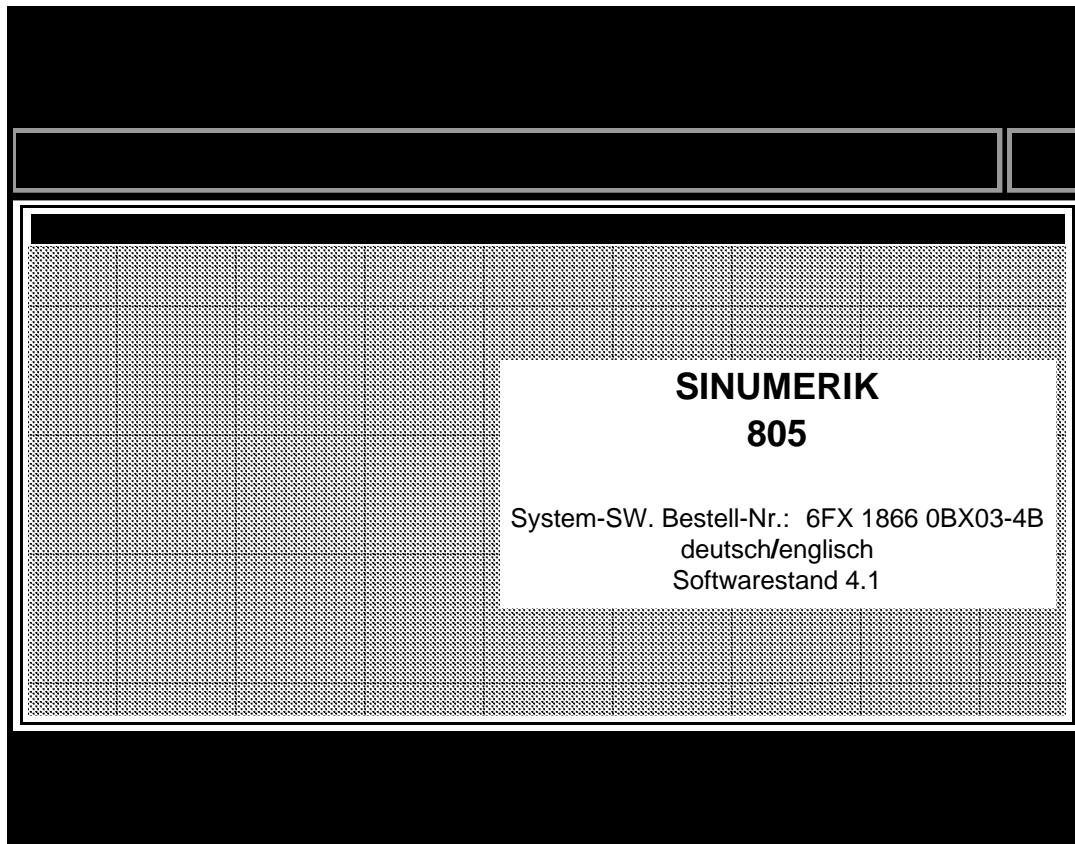 SINUMERIK
805
System-SW. Bestell-Nr.: 6FX 1866 0BX03-4B
deutsch/englisch
Softwarestand 4.1